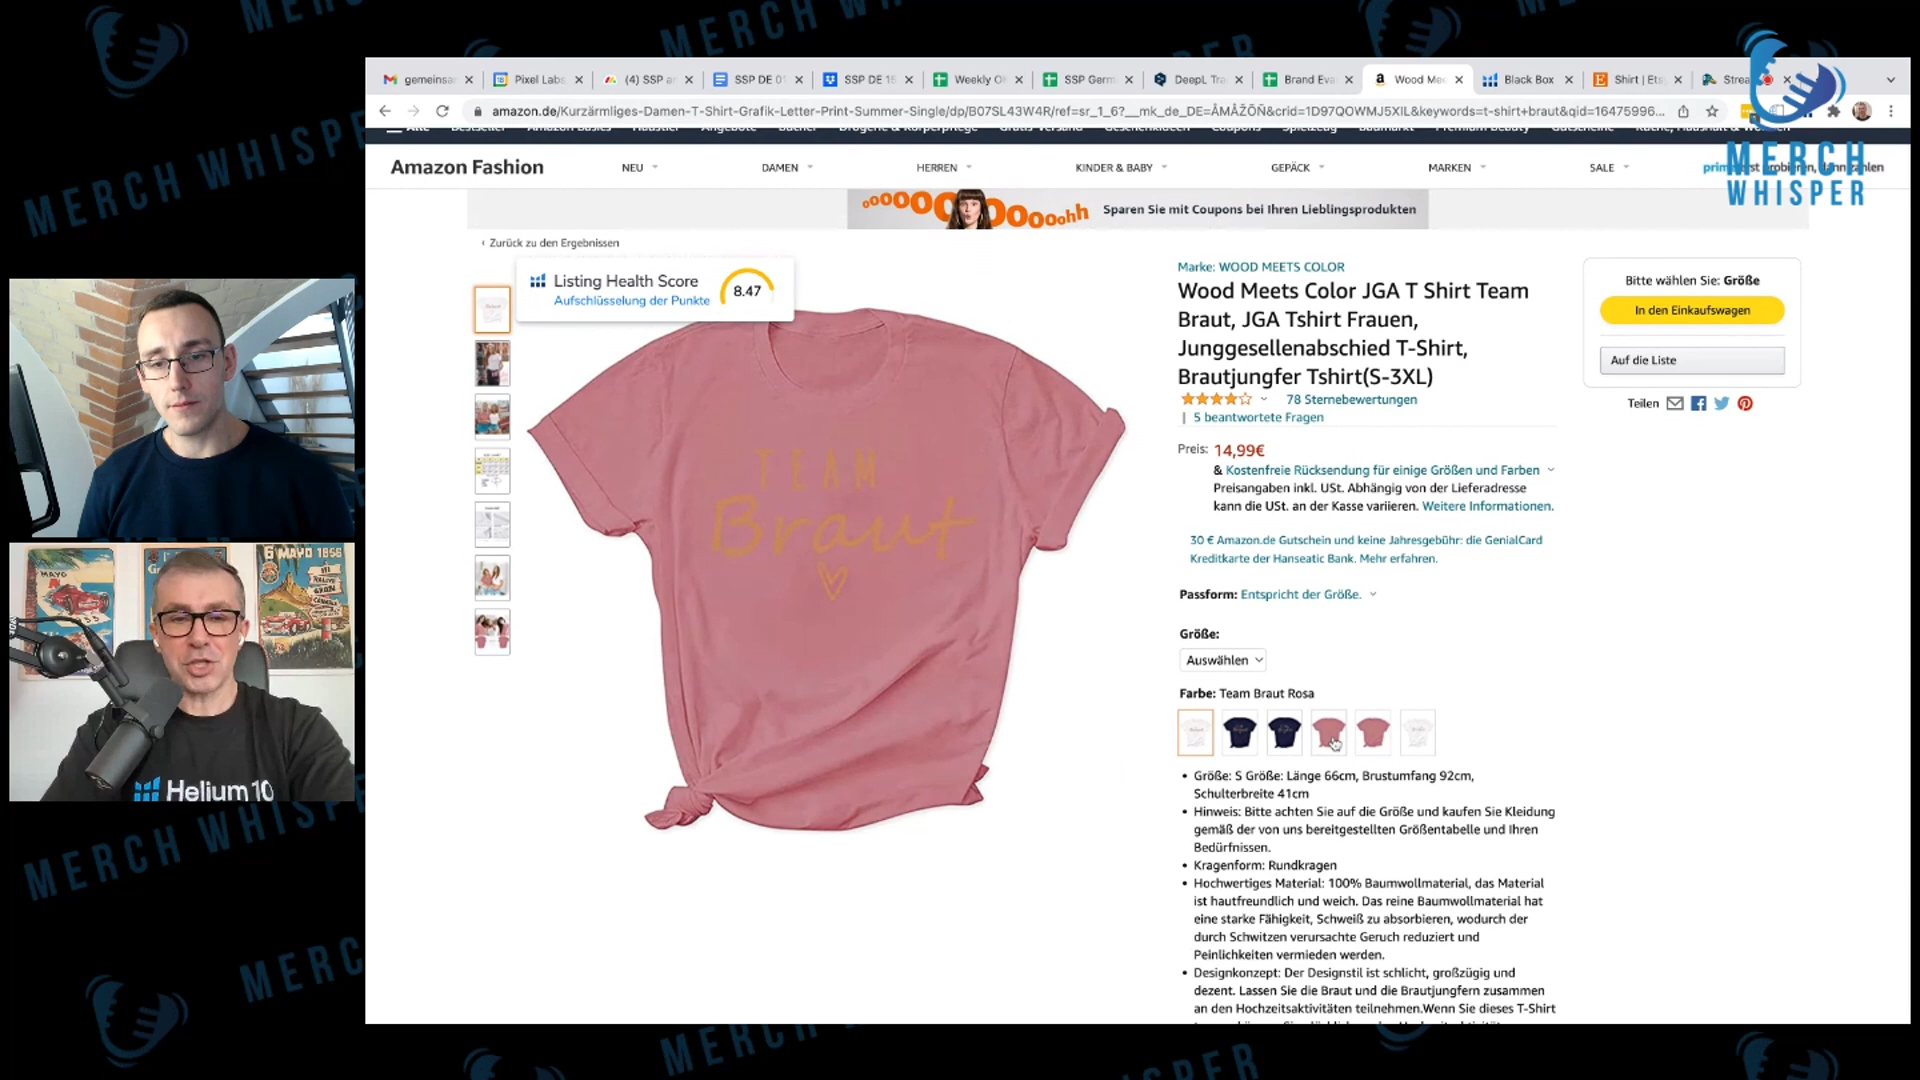 MERCH WHISPER
gemeinsa
Pixel Labs
(4) SSP a
SSP DE 01
SSP DE 15
Weekly O
SSP Germ
DeepL Tra
Brand Eva
Wood Mee
Black Box
Shirt | Ets
Strea
amazon.de/Kurzärmliges-Damen-T-Shirt-Grafik-Letter-Print-Summer-Single/dp/B07SL43W4R/ref=sr_1_6?__mk_de_DE=ÅMÅŽÕÑ&crid=1D97QOWMJ5XIL&keywords=t-shirt+braut&qid=16475996...
Amazon Fashion
NEU
DAMEN
HERREN
KINDER & BABY
GEPÄCK
MARKEN
SALE
MERCH
WHISPER
oooooooOoooohh
Sparen Sie mit Coupons bei Ihren Lieblingsprodukten
‹ Zurück zu den Ergebnissen
Listing Health Score
Aufschlüsselung der Punkte
8.47
TEAM
Braut
Marke: WOOD MEETS COLOR
Wood Meets Color JGA T Shirt Team
Braut, JGA Tshirt Frauen,
Junggesellenabschied T-Shirt,
Brautjungfer Tshirt(S-3XL)
78 Sternebewertungen
| 5 beantwortete Fragen
Preis: 14,99€
& Kostenfreie Rücksendung für einige Größen und Farben
Preisangaben inkl. USt. Abhängig von der Lieferadresse
kann die USt. an der Kasse variieren. Weitere Informationen.
30 € Amazon.de Gutschein und keine Jahresgebühr: die GenialCard
Kreditkarte der Hanseatic Bank. Mehr erfahren.
Passform: Entspricht der Größe.
Größe:
Auswählen
Farbe: Team Braut Rosa
• Größe: S Größe: Länge 66cm, Brustumfang 92cm,
Schulterbreite 41cm
• Hinweis: Bitte achten Sie auf die Größe und kaufen Sie Kleidung
gemäß der von uns bereitgestellten Größentabelle und Ihren
Bedürfnissen.
• Kragenform: Rundkragen
• Hochwertiges Material: 100% Baumwollmaterial, das Material
ist hautfreundlich und weich. Das reine Baumwollmaterial hat
eine starke Fähigkeit, Schweiß zu absorbieren, wodurch der
durch Schwitzen verursachte Geruch reduziert und
Peinlichkeiten vermieden werden.
• Designkonzept: Der Designstil ist schlicht, großzügig und
dezent. Lassen Sie die Braut und die Brautjungfern zusammen
an den Hochzeitsaktivitäten teilnehmen.Wenn Sie dieses T-Shirt
Bitte wählen Sie: Größe
In den Einkaufswagen
Auf die Liste
Teilen
6 MAYO 1856
MAYO
Helium 10